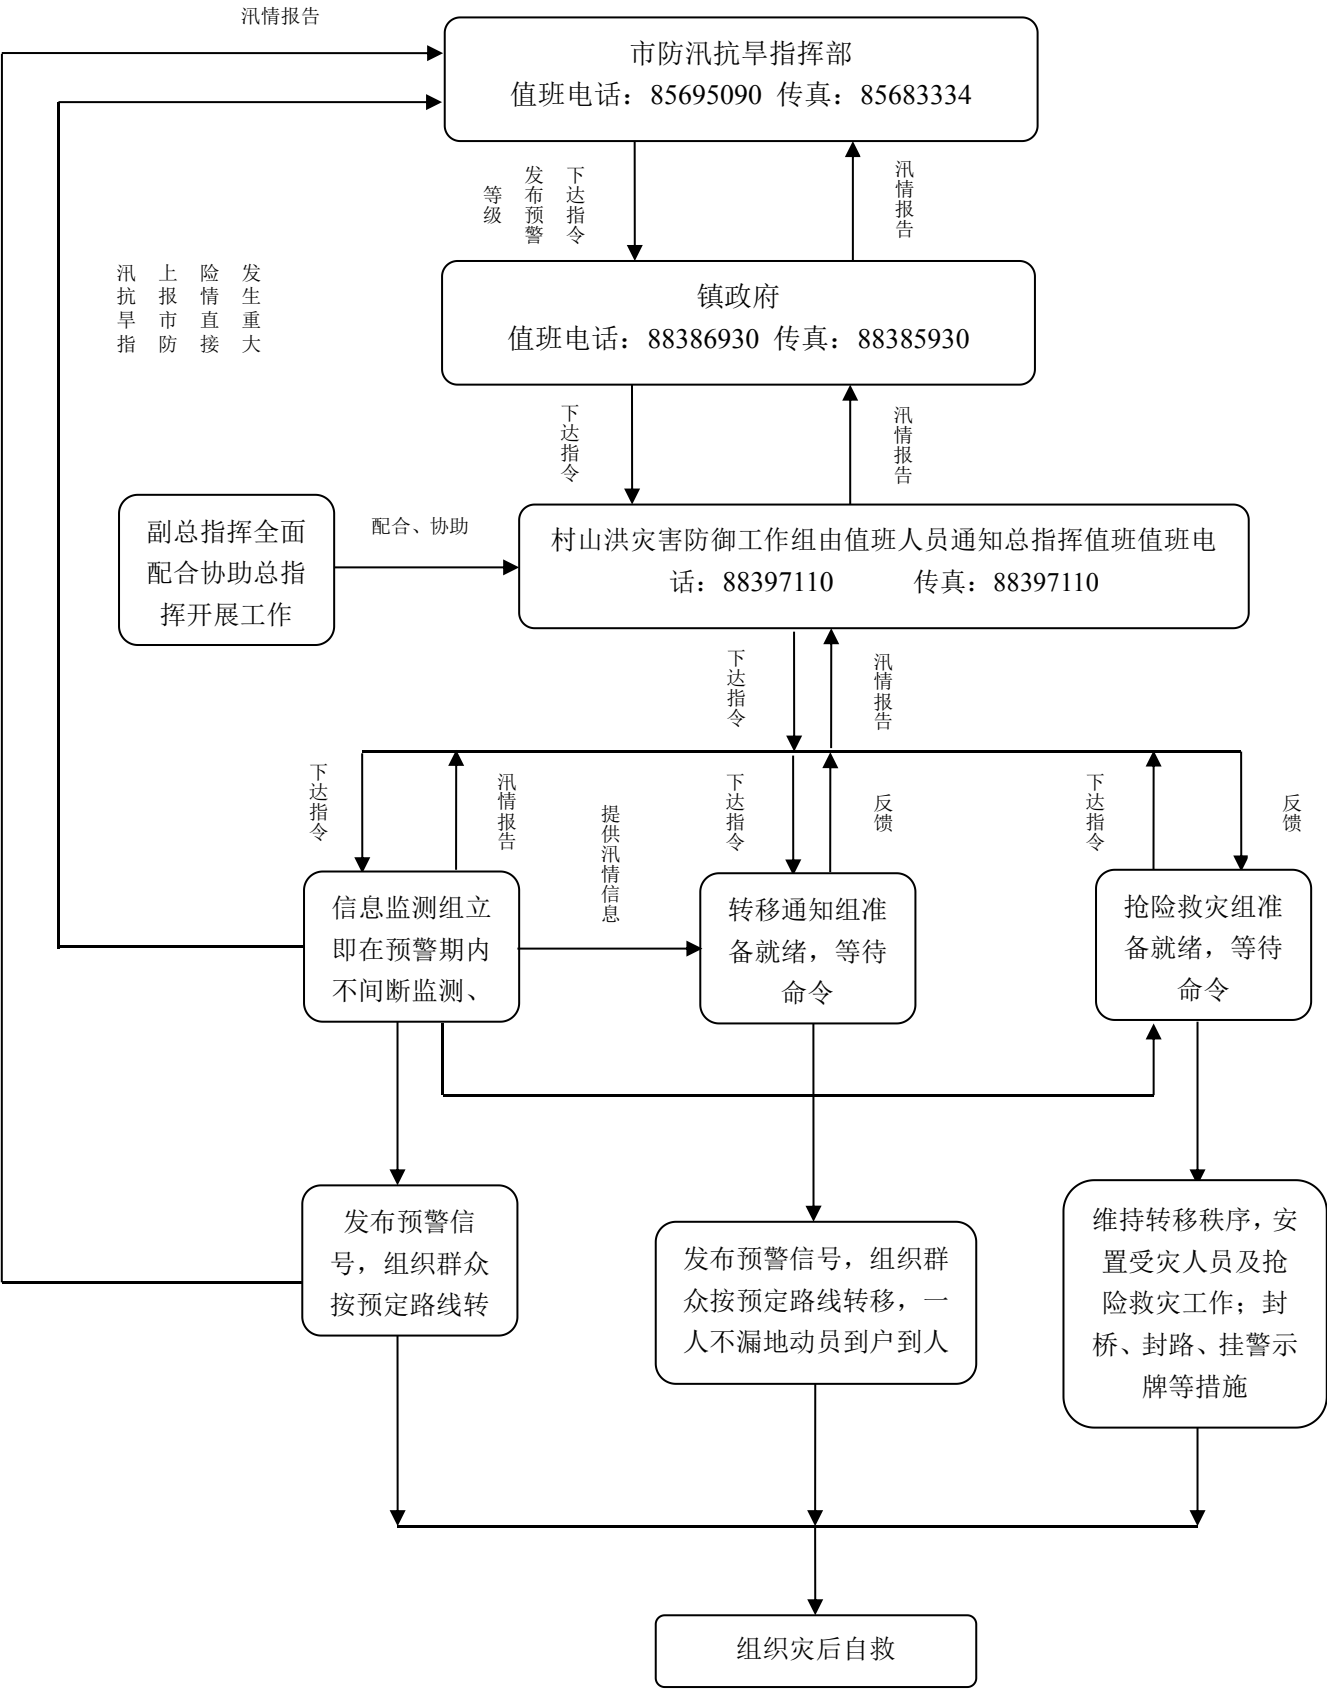 汛情报告
市防汛抗旱指挥部
值班电话：85695090 传真：85683334
下达指令
发布预警
等级
汛情报告
发生重大
险情直接
上报市防
汛抗旱指
镇政府
值班电话：88386930 传真：88385930
下达指令
汛情报告
副总指挥全面
配合协助总指
挥开展工作
配合、协助
村山洪灾害防御工作组由值班人员通知总指挥值班值班电
话：88397110 传真：88397110
下达指令
汛情报告
下达指令
汛情报告
提供汛情信息
下达指令
反馈
下达指令
反馈
信息监测组立
即在预警期内
不间断监测、
转移通知组准
备就绪，等待
命令
抢险救灾组准
备就绪，等待
命令
发布预警信
号，组织群众
按预定路线转
发布预警信号，组织群
众按预定路线转移，一
人不漏地动员到户到人
维持转移秩序，安
置受灾人员及抢
险救灾工作；封
桥、封路、挂警示
牌等措施
组织灾后自救